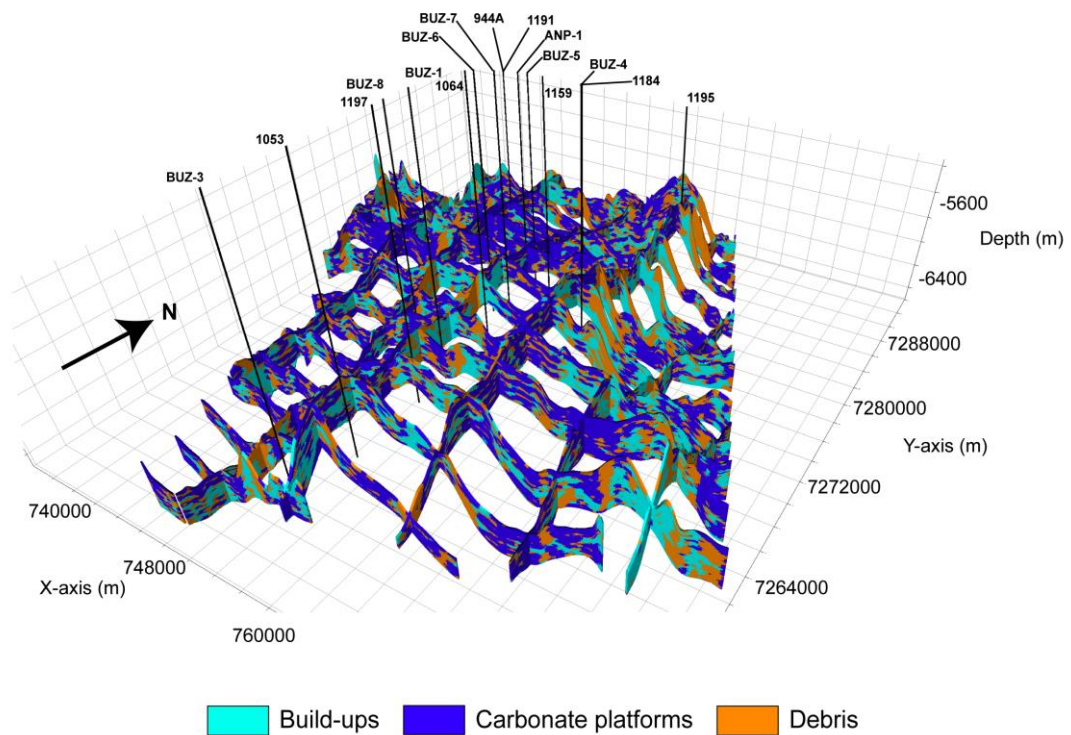 BUZ-7 944A 1191
BUZ-6 ANP-1
BUZ-5
BUZ-4
BUZ-8 BUZ-1 1064 1159 1184
1197 1195
1053
BUZ-3
-5600
Depth (m)
-6400
N
7288000
7280000
Y-axis (m)
7272000
740000
748000
X-axis (m)
7264000
760000
Build-ups Carbonate platforms Debris